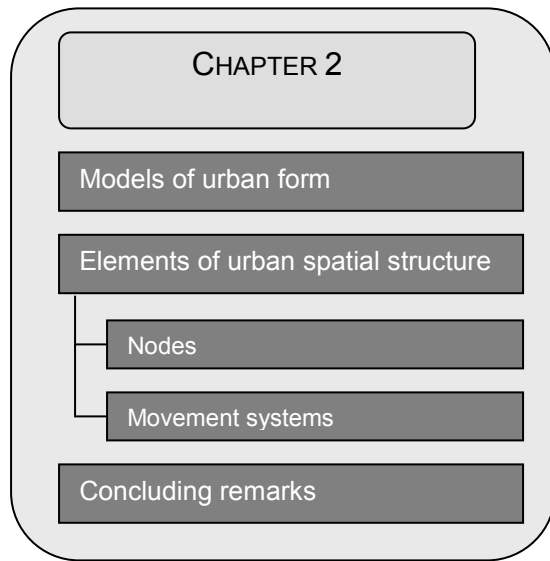 CHAPTER 2
Models of urban form
Elements of urban spatial structure
Nodes
Movement systems
Concluding remarks